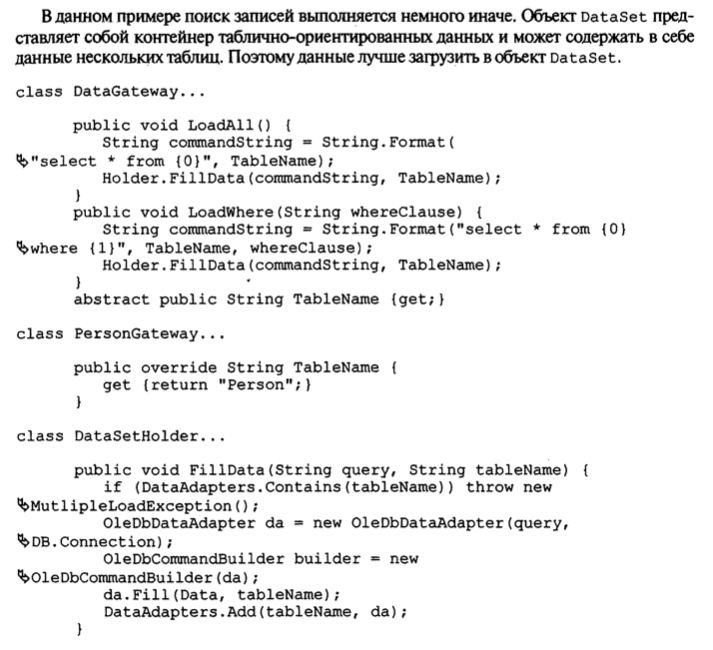 В данном примере поиск записей выполняется немного иначе. Объект DataSet пред-
ставляет собой контейнер таблично-ориентированных данных и может содержать в себе
данные нескольких таблиц. Поэтому данные лучше загрузить в объект DataSet.
class DataGateway...
public void LoadAll() {
String commandString = String.Format(
↳"select * from {0}", TableName);
Holder.FillData(commandString, TableName);
}
public void LoadWhere(String whereClause) {
String commandString = String.Format("select * from {0}
↳where {1}", TableName, whereClause);
Holder.FillData(commandString, TableName);
}
abstract public String TableName {get;}
class PersonGateway...
public override String TableName {
get {return "Person";}
}
class DataSetHolder...
public void FillData(String query, String tableName) {
if (DataAdapters.Contains(tableName)) throw new
↳MutlipleLoadException();
OleDbDataAdapter da = new OleDbDataAdapter(query,
↳DB.Connection);
OleDbCommandBuilder builder = new
↳OleDbCommandBuilder(da);
da.Fill(Data, tableName);
DataAdapters.Add(tableName, da);
}